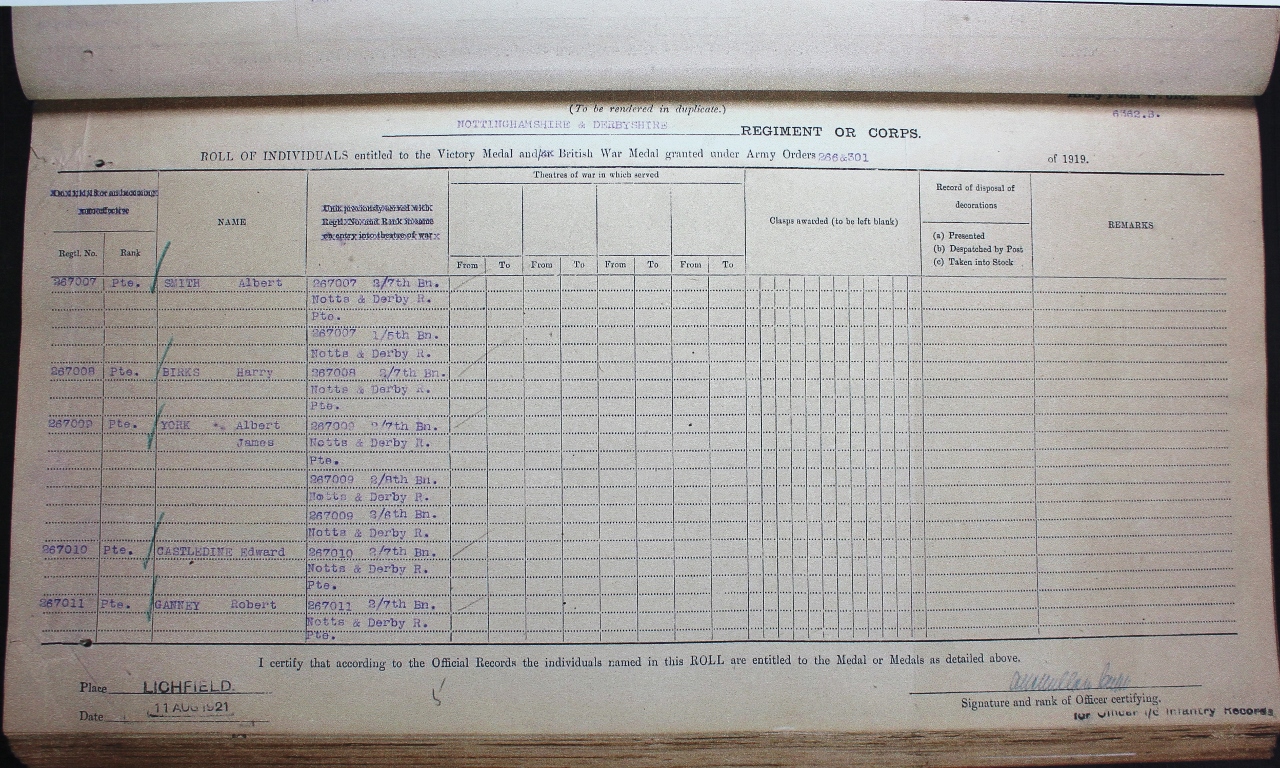 (To be rendered in duplicate.)
6362.3.
NOTTINGHAMSHIRE & DERBYSHIRE REGIMENT OR CORPS.
ROLL OF INDIVIDUALS entitled to the Victory Medal and/or British War Medal granted under Army Orders 266&301 of 1919.
Theatres of war in which served
Record of disposal of
decorations
NAME
Clasps awarded (to be left blank)
REMARKS
(a) Presented
(b) Despatched by Post
(c) Taken into Stock
Regtl. No. Rank
From To From To From To From To
267007 Pte. SMITH Albert 267007 2/7th Bn.
Notts & Derby R.
Pte.
267007 1/5th Bn.
Notts & Derby R.
267008 Pte. BIRKS Harry 267008 2/7th Bn.
Notts & Derby R.
Pte.
267009 Pte. YORK Albert 267009 2/7th Bn.
James Notts & Derby R.
Pte.
267009 2/8th Bn.
Notts & Derby R.
267009 2/6th Bn.
Notts & Derby R.
267010 Pte. CASTLEDINE Edward 267010 2/7th Bn.
Notts & Derby R.
Pte.
267011 Pte. GANNEY Robert 267011 2/7th Bn.
Notts & Derby R.
Pte.
I certify that according to the Official Records the individuals named in this ROLL are entitled to the Medal or Medals as detailed above.
Place LICHFIELD.
Signature and rank of Officer certifying.
Date 11 AUG 1921
for Officer i/c Infantry Records